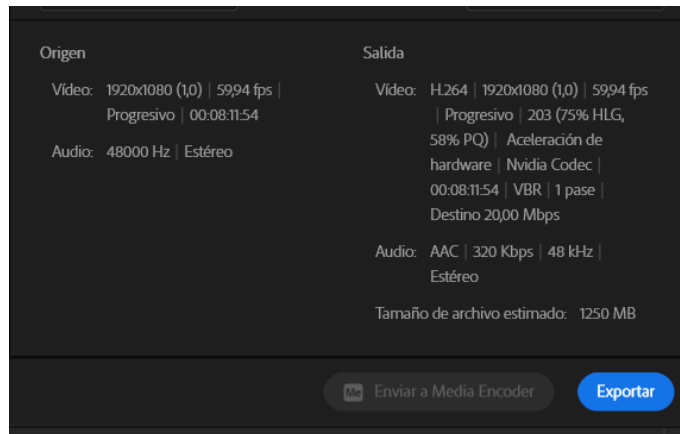 Origen
Vídeo: 1920x1080 (1,0) | 59,94 fps |
Progresivo | 00:08:11:54
Audio: 48000 Hz | Estéreo
Salida
Vídeo: H.264 | 1920x1080 (1,0) | 59,94 fps
| Progresivo | 203 (75% HLG,
58% PQ) | Aceleración de
hardware | Nvidia Codec |
00:08:11:54 | VBR | 1 pase |
Destino 20,00 Mbps
Audio: AAC | 320 Kbps | 48 kHz |
Estéreo
Tamaño de archivo estimado: 1250 MB
Me Enviar a Media Encoder
Exportar